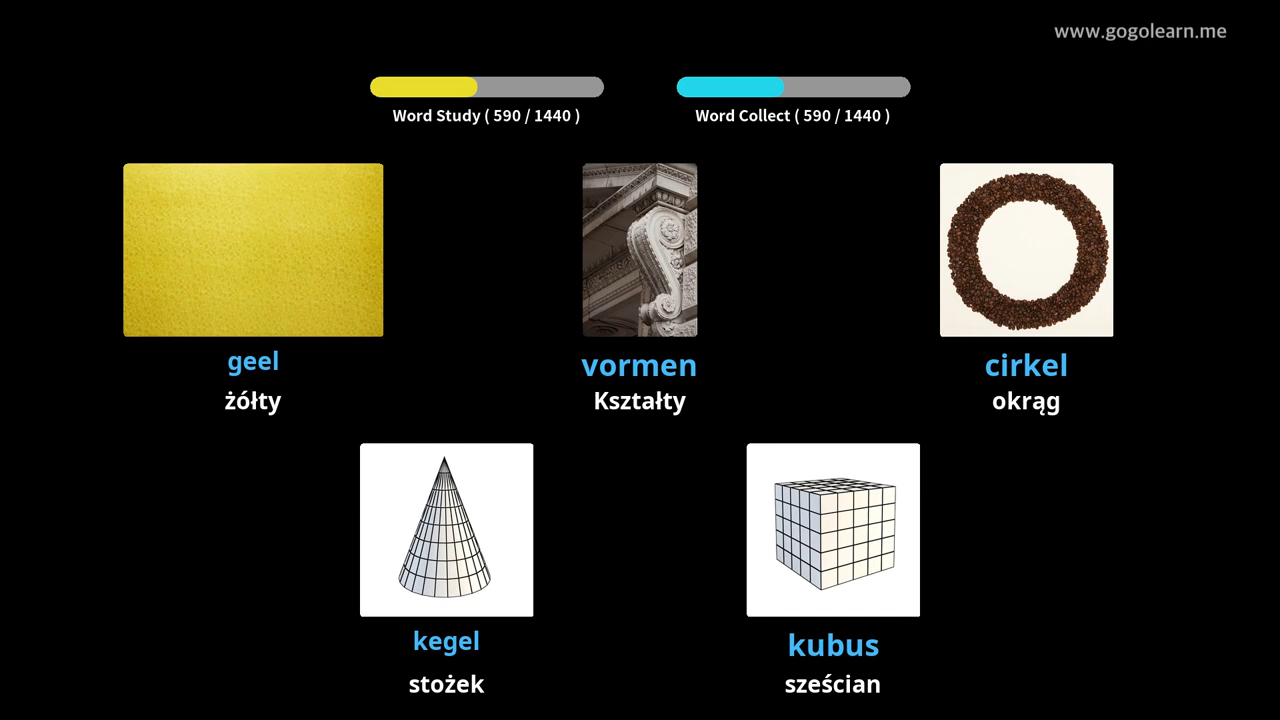 www.gogolearn.me
Word Study ( 590 / 1440 )
Word Collect ( 590 / 1440 )
geel
vormen
cirkel
żółty
Kształty
okrąg
kegel
kubus
stożek
sześcian